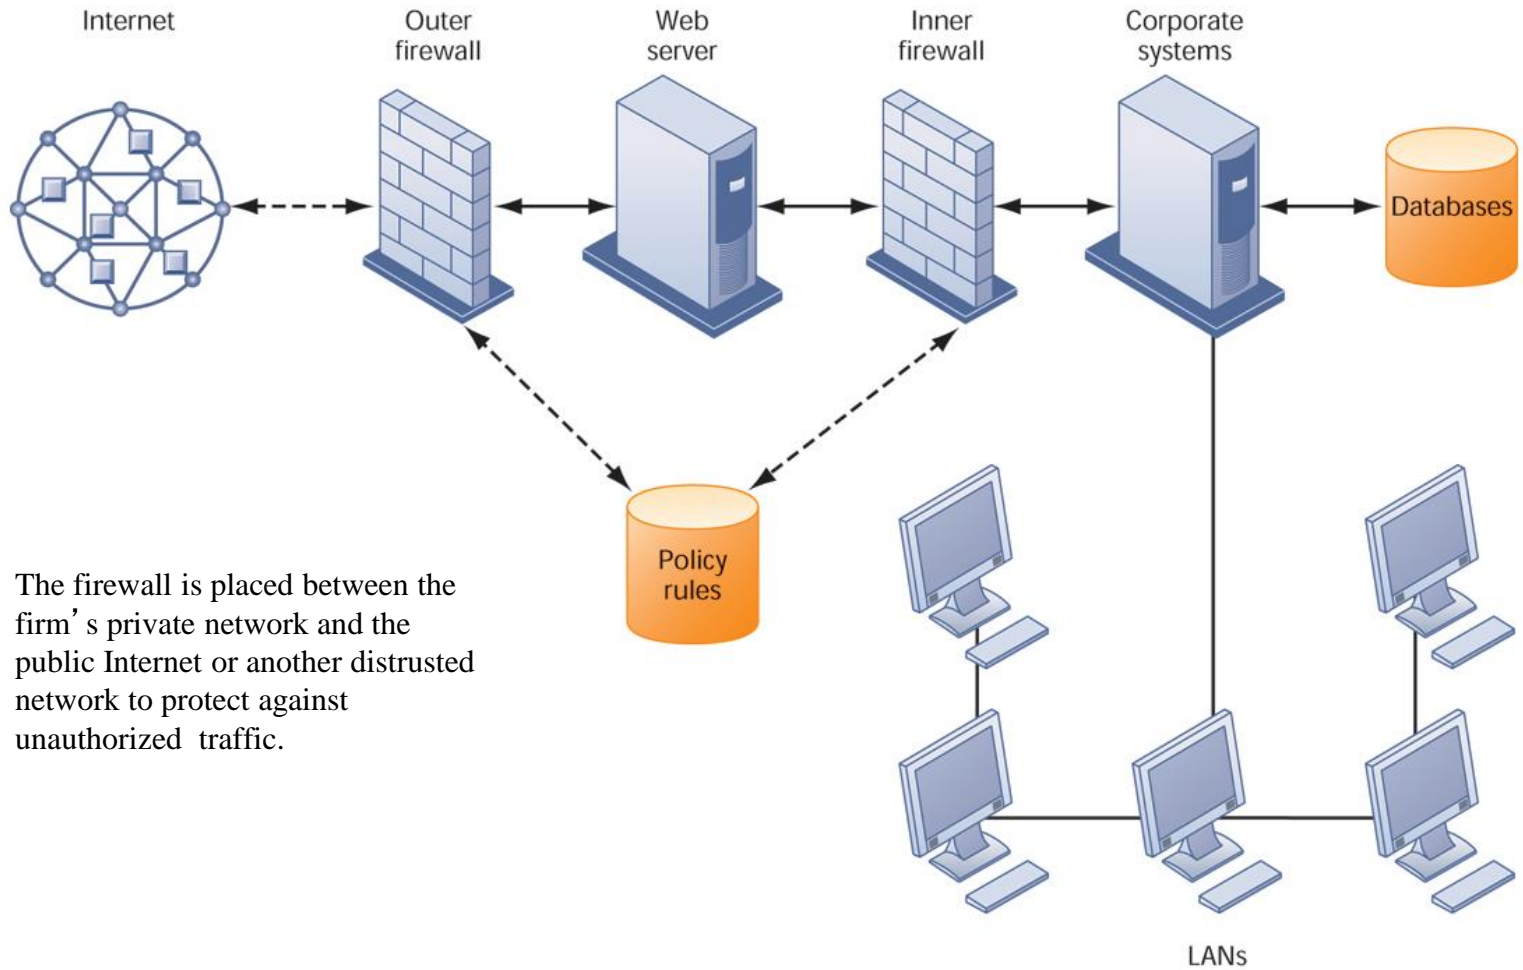 Internet
Outer
firewall
Web
server
Inner
firewall
Corporate
systems
Databases
Policy
rules
The firewall is placed between the
firm’s private network and the
public Internet or another distrusted
network to protect against
unauthorized traffic.
LANs